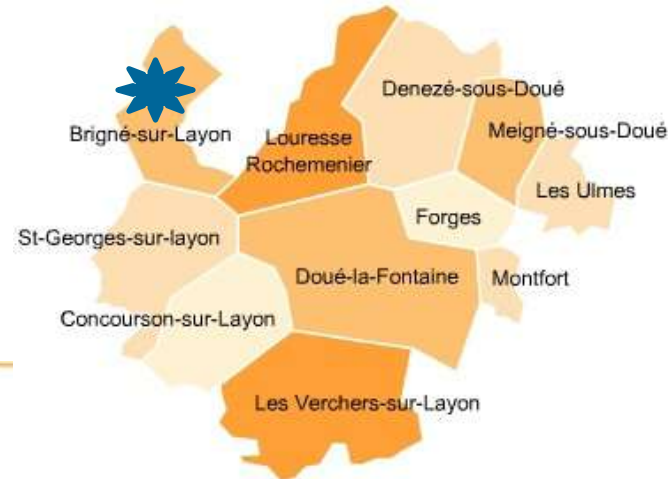 Denezé-sous-Doué
Brigné-sur-Layon
Louresse
Rochemenier
Meigné-sous-Doué
Les Ulmes
Forges
St-Georges-sur-layon
Doué-la-Fontaine
Montfort
Concourson-sur-Layon
Les Verchers-sur-Layon